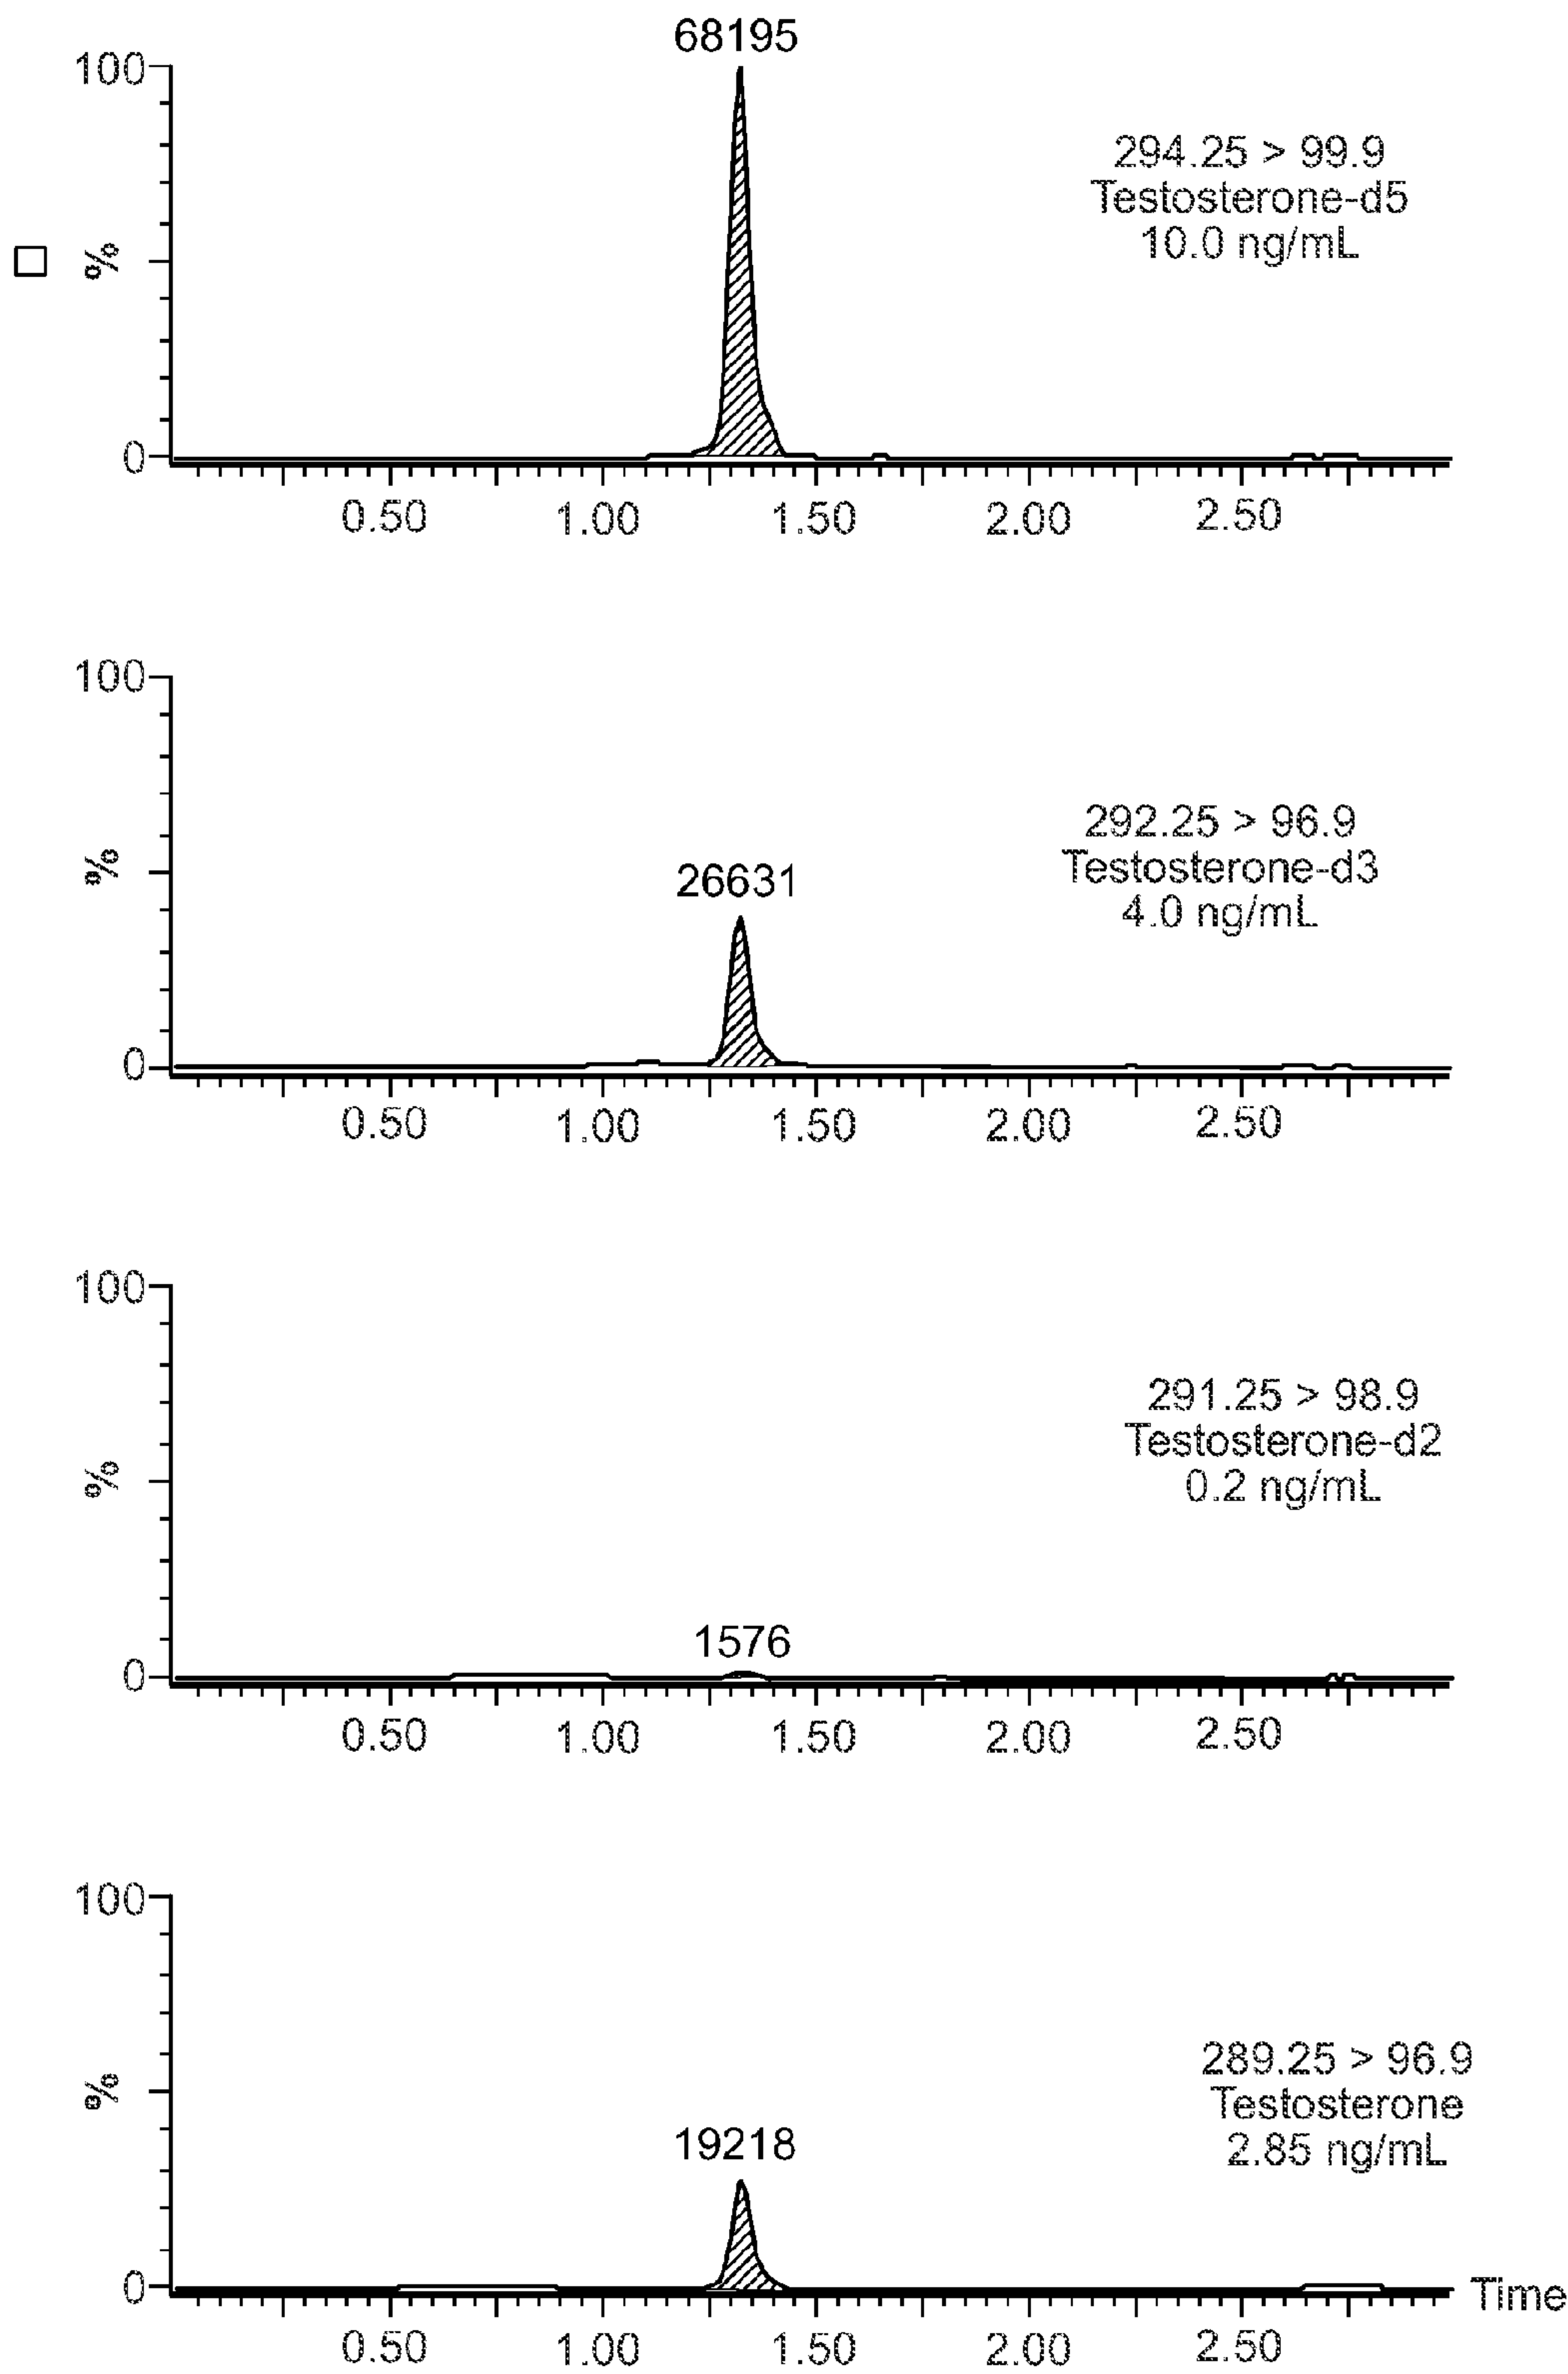 68195
100
294.25 > 99.9
Testosterone-d5
10.0 ng/mL
%
0
0.50 1.00 1.50 2.00 2.50
100
292.25 > 96.9
Testosterone-d3
4.0 ng/mL
%
26631
0
0.50 1.00 1.50 2.00 2.50
100
291.25 > 98.9
Testosterone-d2
0.2 ng/mL
%
1576
0
0.50 1.00 1.50 2.00 2.50
100
289.25 > 96.9
Testosterone
2.85 ng/mL
%
19218
0
Time
0.50 1.00 1.50 2.00 2.50